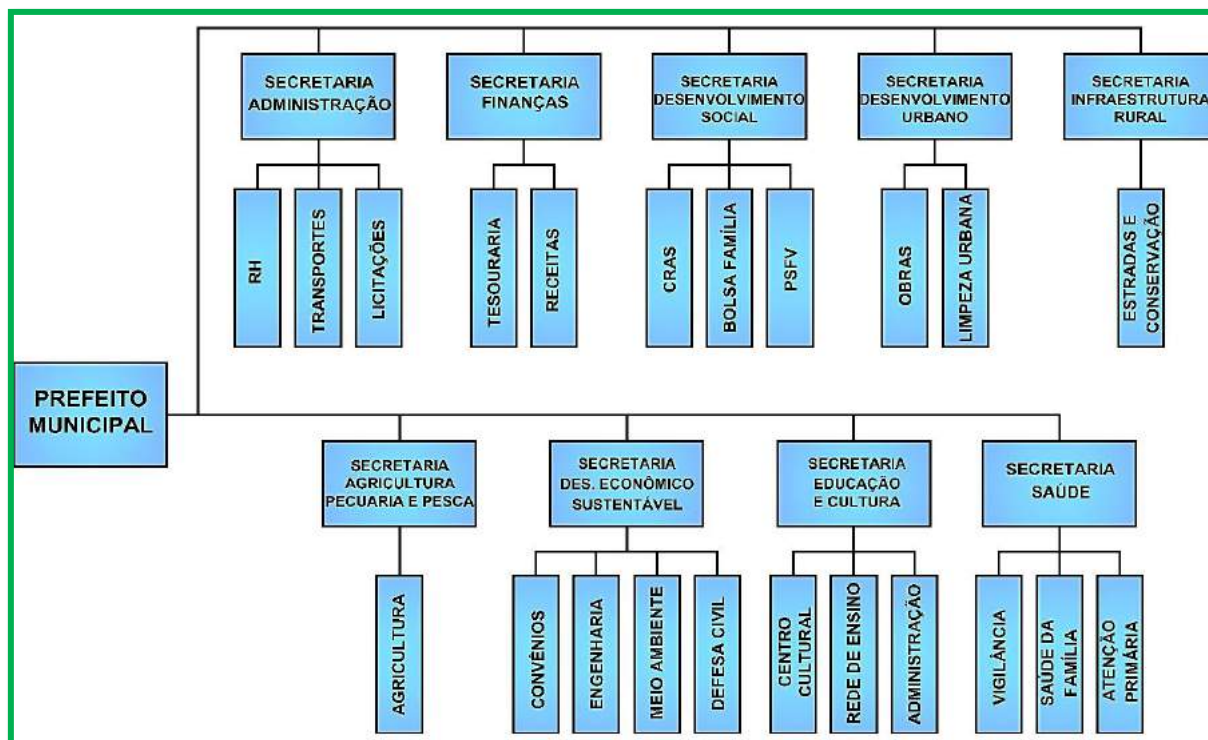 SECRETARIA
ADMINISTRAÇÃO
SECRETARIA
FINANÇAS
SECRETARIA
DESENVOLVIMENTO
SOCIAL
SECRETARIA
DESENVOLVIMENTO
URBANO
SECRETARIA
INFRAESTRUTURA
RURAL
RH
TRANSPORTES
LICITAÇÕES
TESOURARIA
RECEITAS
CRAS
BOLSA FAMÍLIA
PSFV
OBRAS
LIMPEZA URBANA
ESTRADAS E
CONSERVAÇÃO
PREFEITO
MUNICIPAL
SECRETARIA
AGRICULTURA
PECUARIA E PESCA
SECRETARIA
DES. ECONÔMICO
SUSTENTÁVEL
SECRETARIA
EDUCAÇÃO
E CULTURA
SECRETARIA
SAÚDE
AGRICULTURA
CONVÊNIOS
ENGENHARIA
MEIO AMBIENTE
DEFESA CIVIL
CENTRO
CULTURAL
REDE DE ENSINO
ADMINISTRAÇÃO
VIGILÂNCIA
SAÚDE DA
FAMÍLIA
ATENÇÃO
PRIMÁRIA